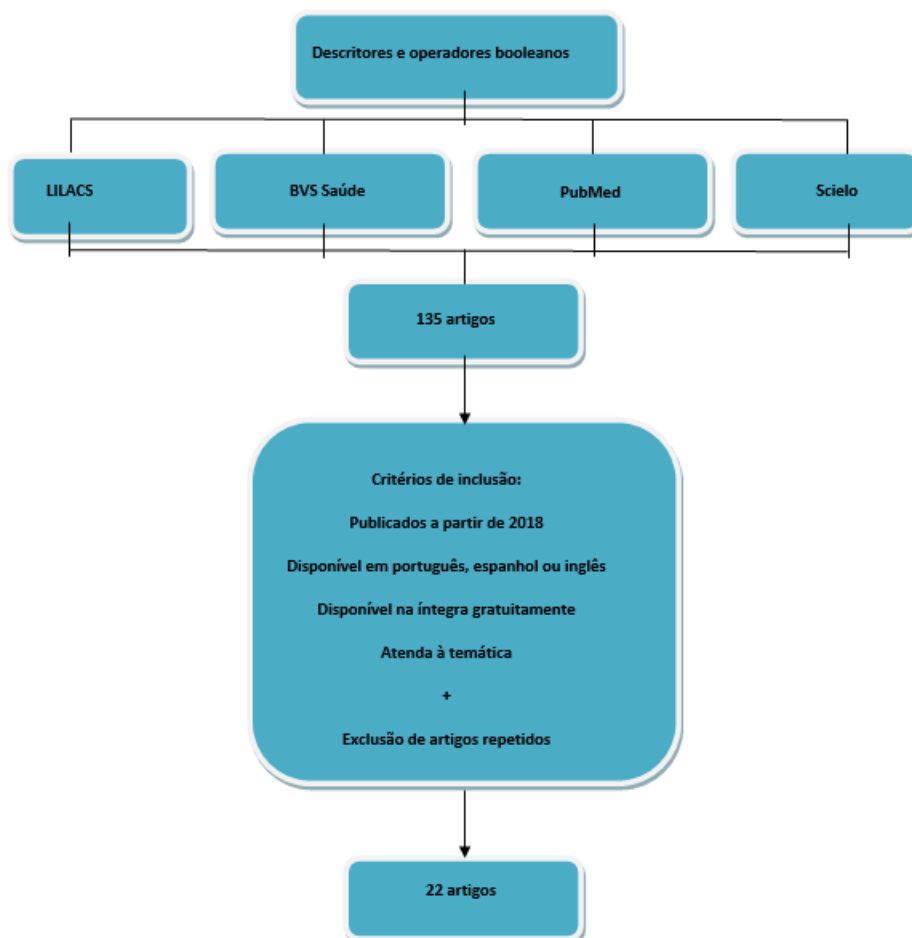 Descritores e operadores booleanos
LILACS
BVS Saúde
PubMed
Scielo
135 artigos
Critérios de inclusão:
Publicados a partir de 2018
Disponível em português, espanhol ou inglês
Disponível na íntegra gratuitamente
Atenda à temática
+
Exclusão de artigos repetidos
22 artigos